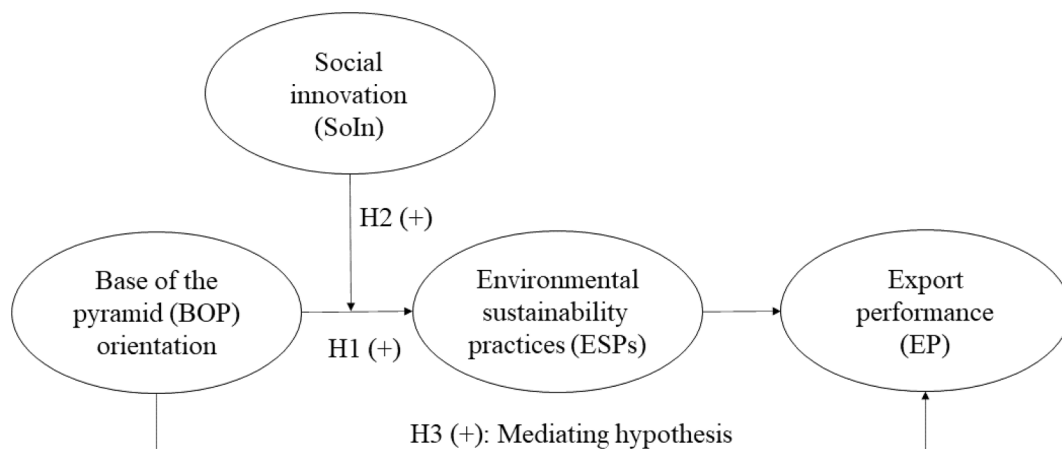 Social
innovation
(SoIn)
H2 (+)
Base of the
pyramid (BOP)
orientation
H1 (+)
Environmental
sustainability
practices (ESPs)
Export
performance
(EP)
H3 (+): Mediating hypothesis